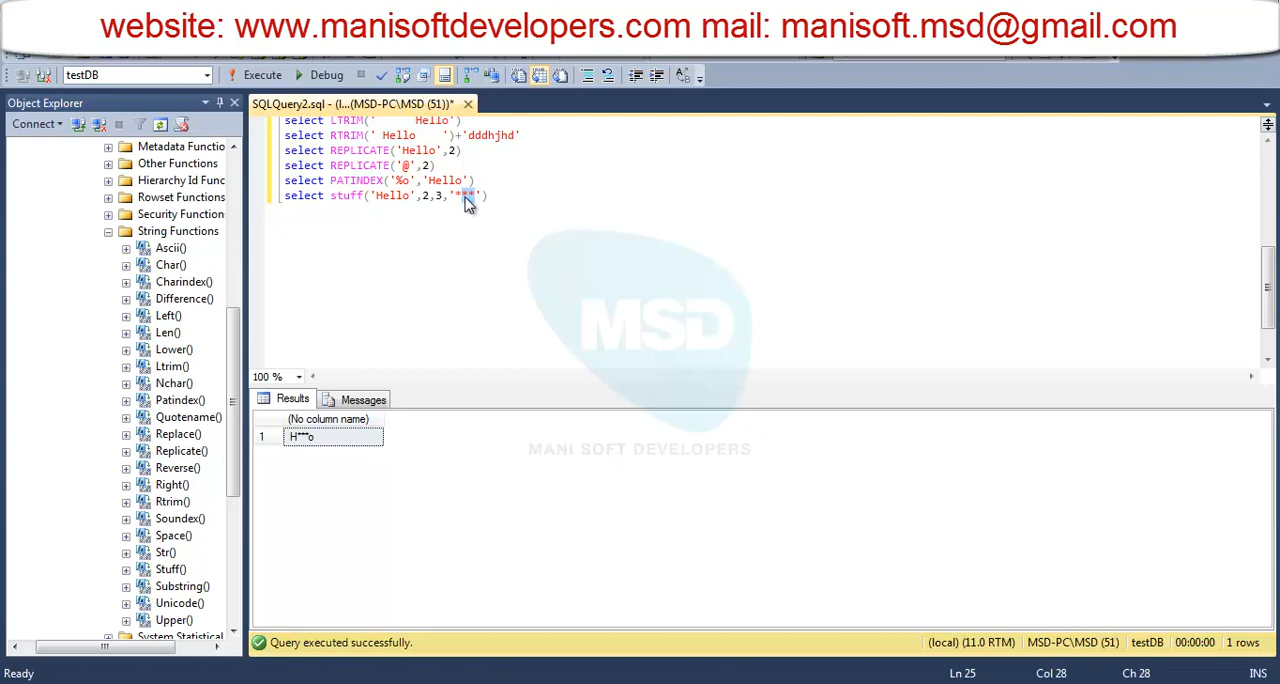 website: www.manisoftdevelopers.com mail: manisoft.msd@gmail.com
testDB
Execute
Debug
Object Explorer
SQLQuery2.sql - (l...(MSD-PC\MSD (51))*
Connect
Metadata Functio
Other Functions
Hierarchy Id Func
Rowset Functions
Security Function
String Functions
Ascii()
Char()
Charindex()
Difference()
Left()
Len()
Lower()
Ltrim()
Nchar()
Patindex()
Quotename()
Replace()
Replicate()
Reverse()
Right()
Rtrim()
Soundex()
Space()
Str()
Stuff()
Substring()
Unicode()
Upper()
System Statistical
select LTRIM('     Hello')
select RTRIM(' Hello    ')+'dddhjhd'
select REPLICATE('Hello',2)
select REPLICATE('@',2)
select PATINDEX('%o','Hello')
select stuff('Hello',2,3,'***')
MSD
MANI SOFT DEVELOPERS
100 %
Results
Messages
(No column name)
1 H***o
Query executed successfully.
(local) (11.0 RTM)
MSD-PC\MSD (51)
testDB
00:00:00
1 rows
Ready
Ln 25
Col 28
Ch 28
INS